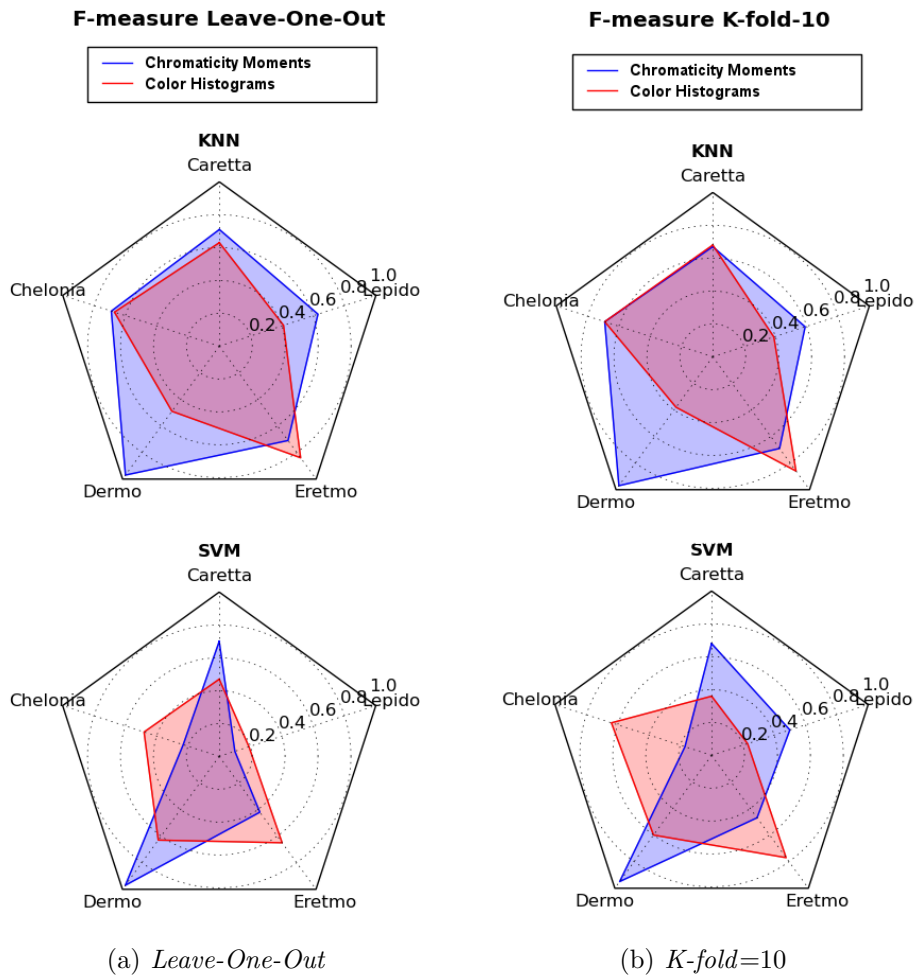 F-measure Leave-One-Out
Chromaticity Moments
Color Histograms
KNN
Caretta
Chelonia
Lepido
Dermo
Eretmo
0.2
0.4
0.6
0.8
1.0
SVM
Caretta
Chelonia
Lepido
Dermo
Eretmo
0.2
0.4
0.6
0.8
1.0
(a) Leave-One-Out
F-measure K-fold-10
Chromaticity Moments
Color Histograms
KNN
Caretta
Chelonia
Lepido
Dermo
Eretmo
0.2
0.4
0.6
0.8
1.0
SVM
Caretta
Chelonia
Lepido
Dermo
Eretmo
0.2
0.4
0.6
0.8
1.0
(b) K-fold=10